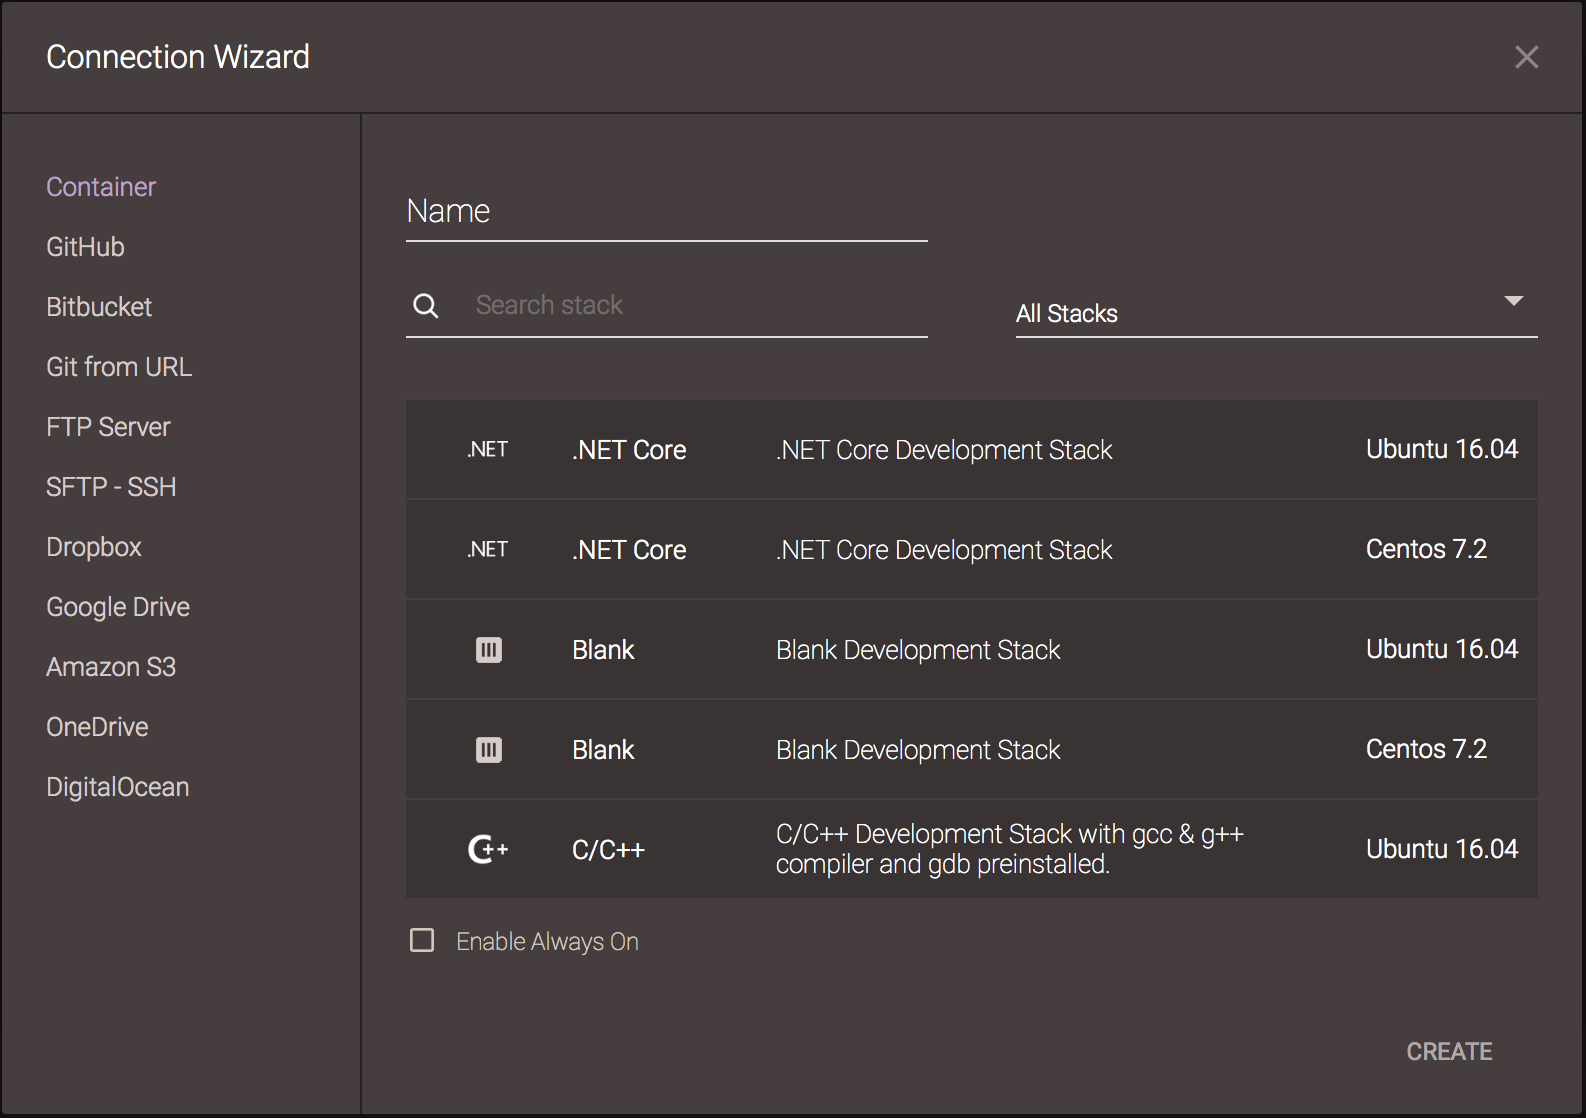 Connection Wizard
Container
GitHub
Bitbucket
Git from URL
FTP Server
SFTP - SSH
Dropbox
Google Drive
Amazon S3
OneDrive
DigitalOcean
Name
Search stack
All Stacks
.NET .NET Core .NET Core Development Stack Ubuntu 16.04
.NET .NET Core .NET Core Development Stack Centos 7.2
Blank Blank Development Stack Ubuntu 16.04
Blank Blank Development Stack Centos 7.2
C++ C/C++ C/C++ Development Stack with gcc & g++
compiler and gdb preinstalled. Ubuntu 16.04
Enable Always On
CREATE